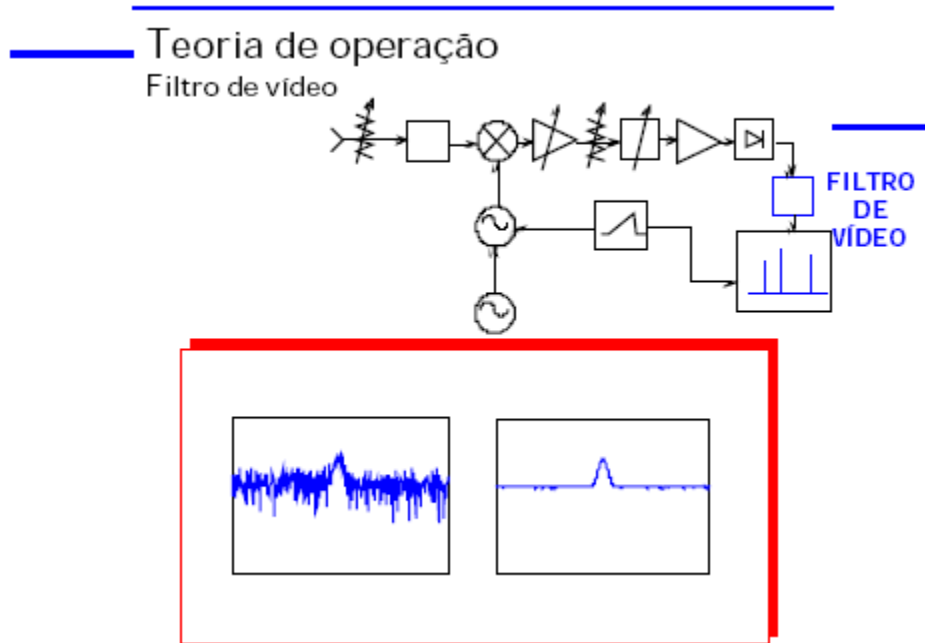 Teoria de operação
Filtro de vídeo
FILTRO
DE
VÍDEO